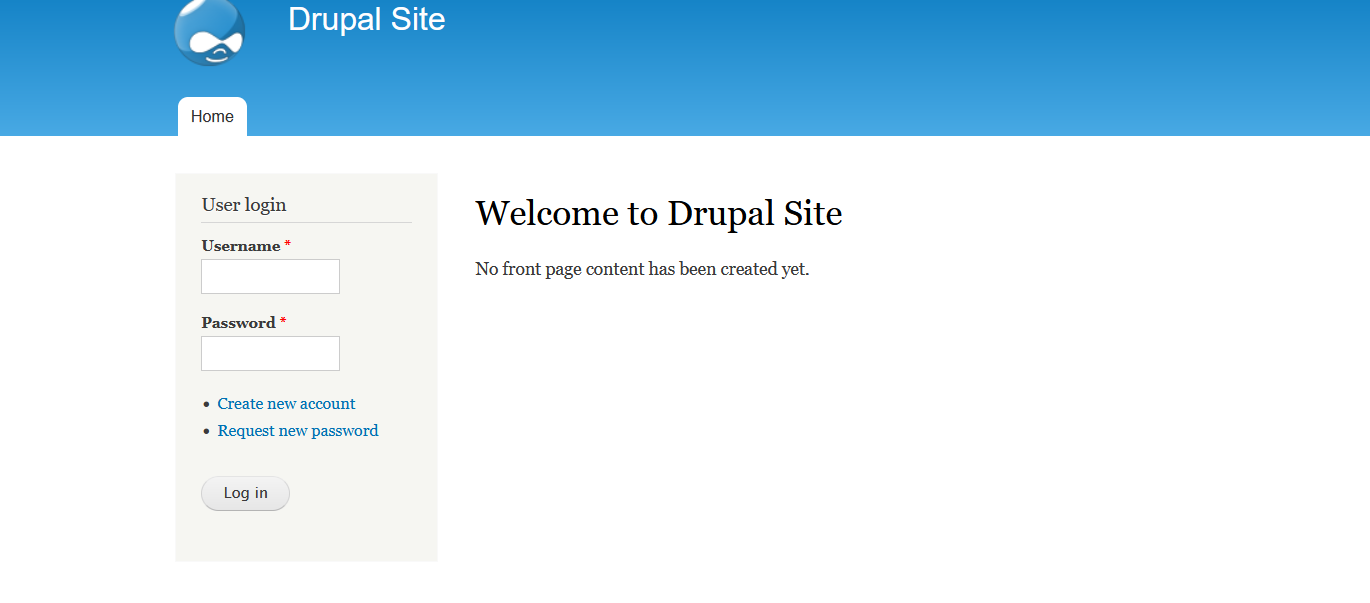 Drupal Site
Home
User login
Username *
Password *
Create new account
Request new password
Log in
Welcome to Drupal Site
No front page content has been created yet.